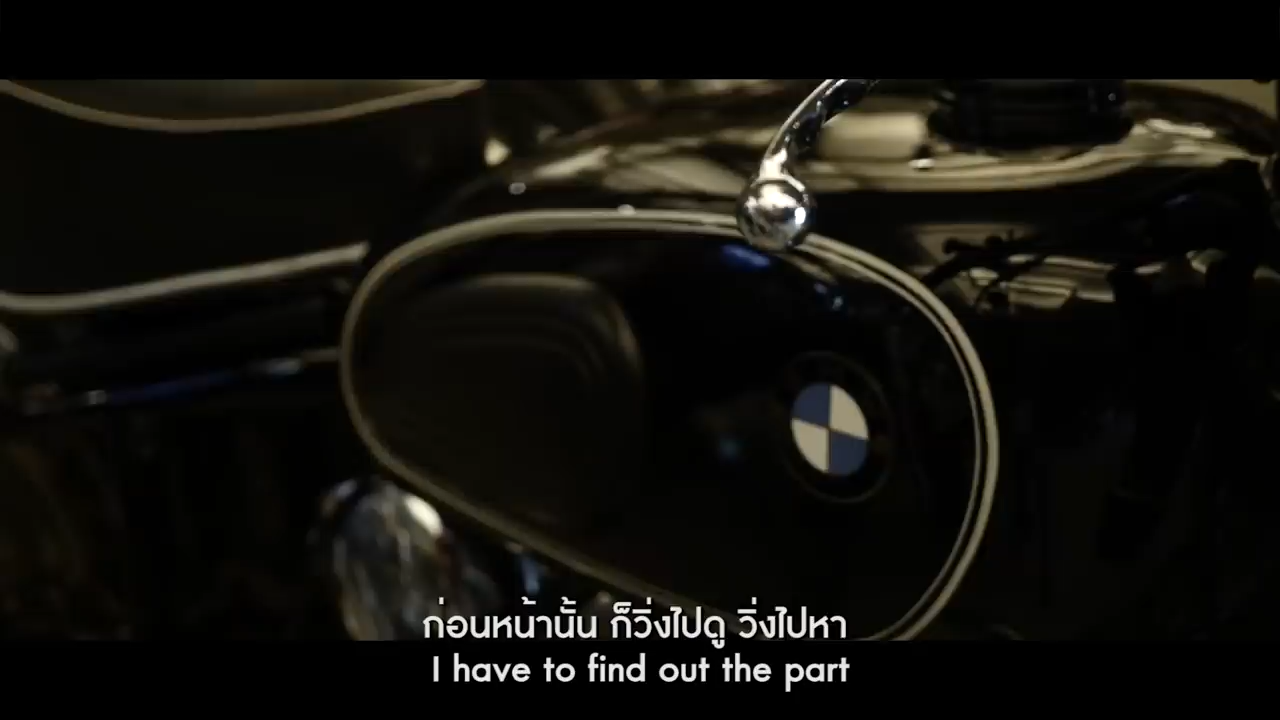 ก่อนหน้านั้น ก็วิ่งไปดู วิ่งไปหา
I have to find out the part